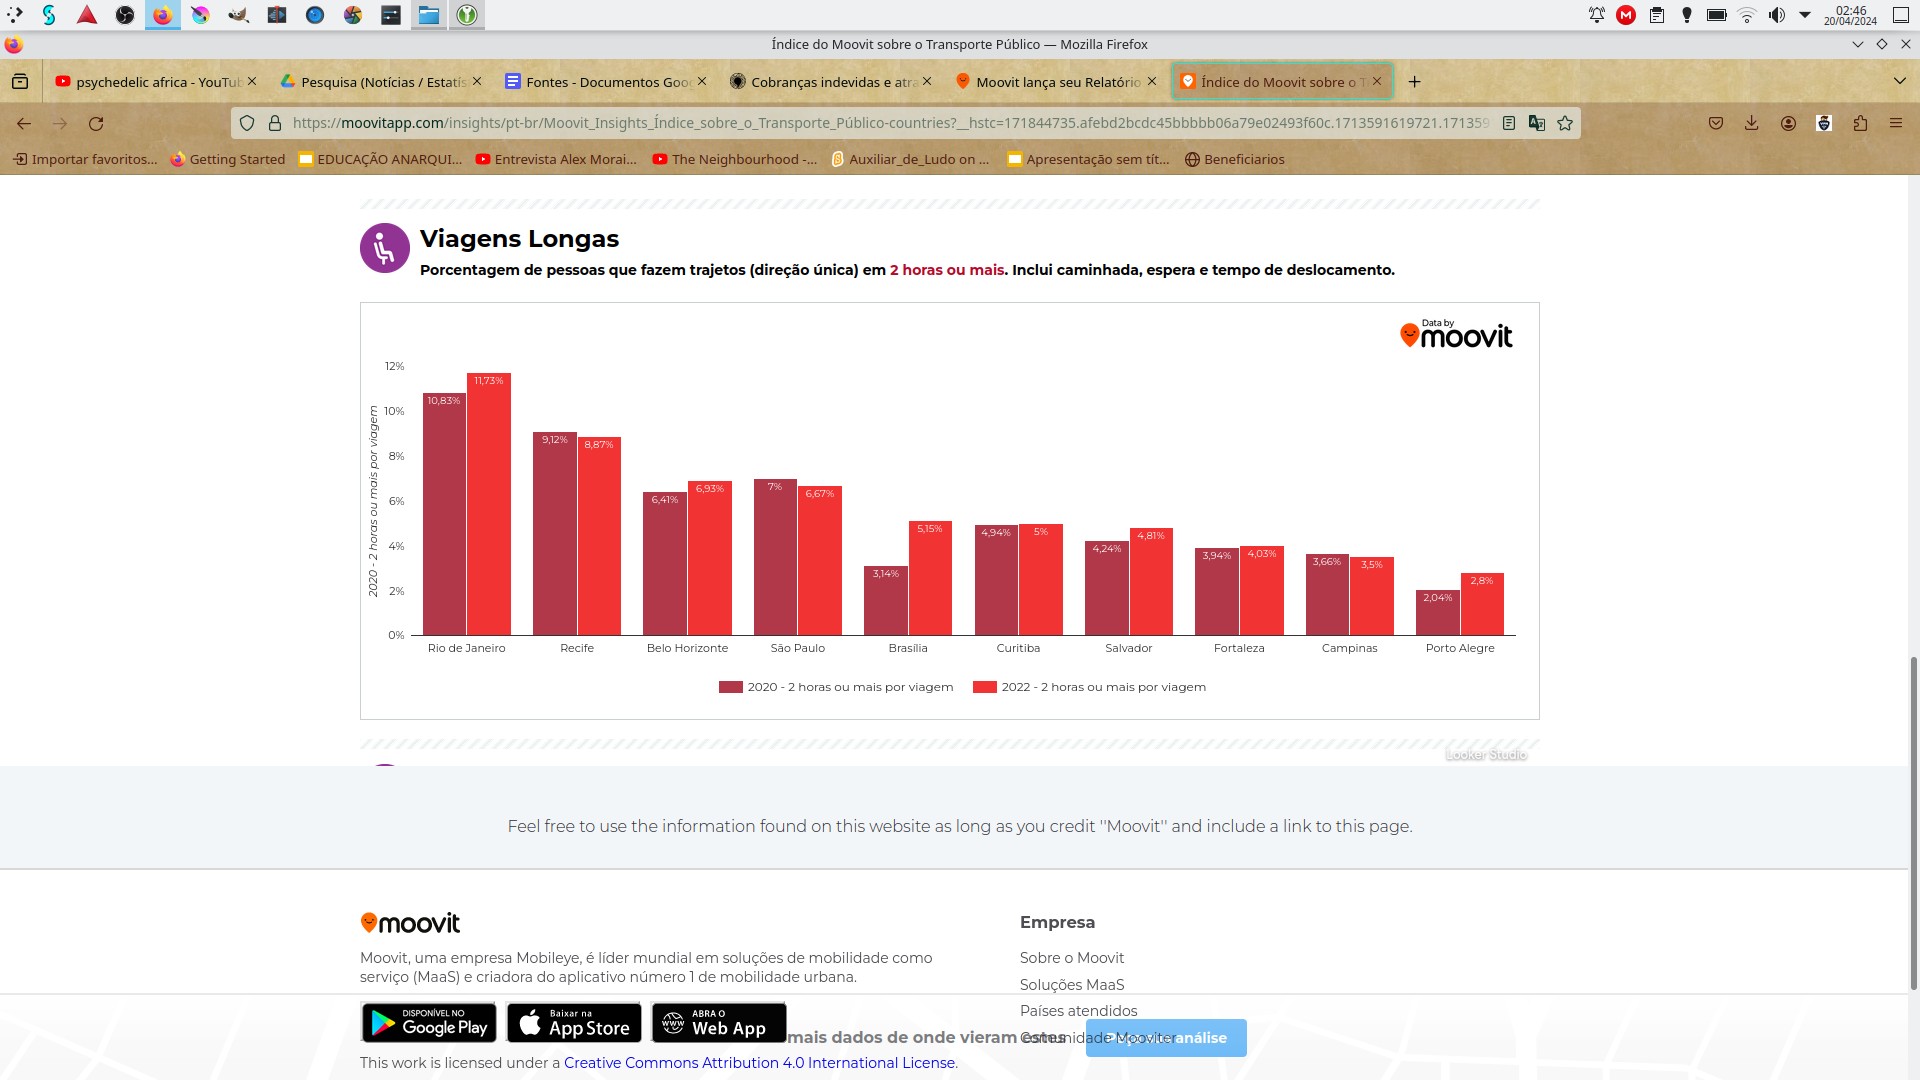 02:46
20/04/2024
Índice do Moovit sobre o Transporte Público — Mozilla Firefox
psychedelic africa - YouTub
Pesquisa (Notícias / Estatís
Fontes - Documentos Goo
Cobranças indevidas e atra
Moovit lança seu Relatório
Índice do Moovit sobre o T
https://moovitapp.com/insights/pt-br/Moovit_Insights_Índice_sobre_o_Transporte_Público-countries?__hstc=171844735.afebd2bcdc45bbbbb06a79e02493f60c.1713591619721.171359
Importar favoritos...
Getting Started
EDUCAÇÃO ANARQUI...
Entrevista Alex Morai...
The Neighbourhood -...
Auxiliar_de_Ludo on ...
Apresentação sem tít...
Beneficiarios
Viagens Longas
Porcentagem de pessoas que fazem trajetos (direção única) em 2 horas ou mais. Inclui caminhada, espera e tempo de deslocamento.
Data by
moovit
2020 - 2 horas ou mais por viagem
12%
10%
8%
6%
4%
2%
0%
10,83%
11,73%
9,12%
8,87%
6,41%
6,93%
7%
6,67%
3,14%
5,15%
4,94%
5%
4,24%
4,81%
3,94%
4,03%
3,66%
3,5%
2,04%
2,8%
Rio de Janeiro
Recife
Belo Horizonte
São Paulo
Brasília
Curitiba
Salvador
Fortaleza
Campinas
Porto Alegre
2020 - 2 horas ou mais por viagem
2022 - 2 horas ou mais por viagem
Looker Studio
Feel free to use the information found on this website as long as you credit "Moovit" and include a link to this page.
moovit
Moovit, uma empresa Mobileye, é líder mundial em soluções de mobilidade como
serviço (MaaS) e criadora do aplicativo número 1 de mobilidade urbana.
DISPONÍVEL NO
Google Play
Baixar na
App Store
ABRA O
Web App
This work is licensed under a Creative Commons Attribution 4.0 International License.
Empresa
Sobre o Moovit
Soluções MaaS
Países atendidos
Comunidade Mooviter
mais dados de onde vieram estes
análise